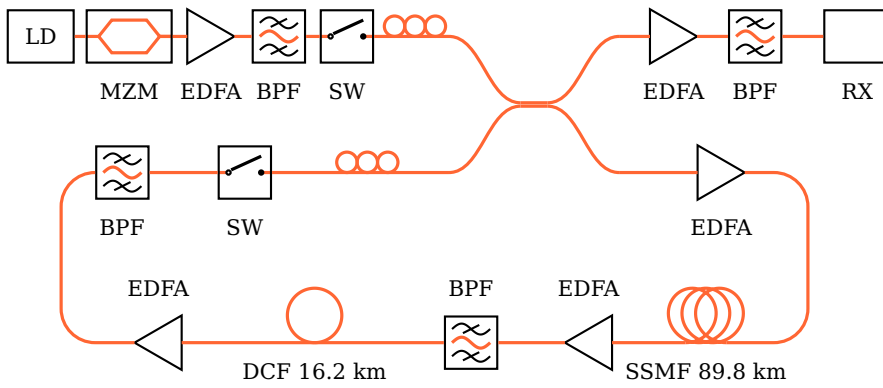 LD
MZM
EDFA
BPF
SW
EDFA
BPF
RX
BPF
SW
EDFA
EDFA
BPF
EDFA
DCF 16.2 km
SSMF 89.8 km